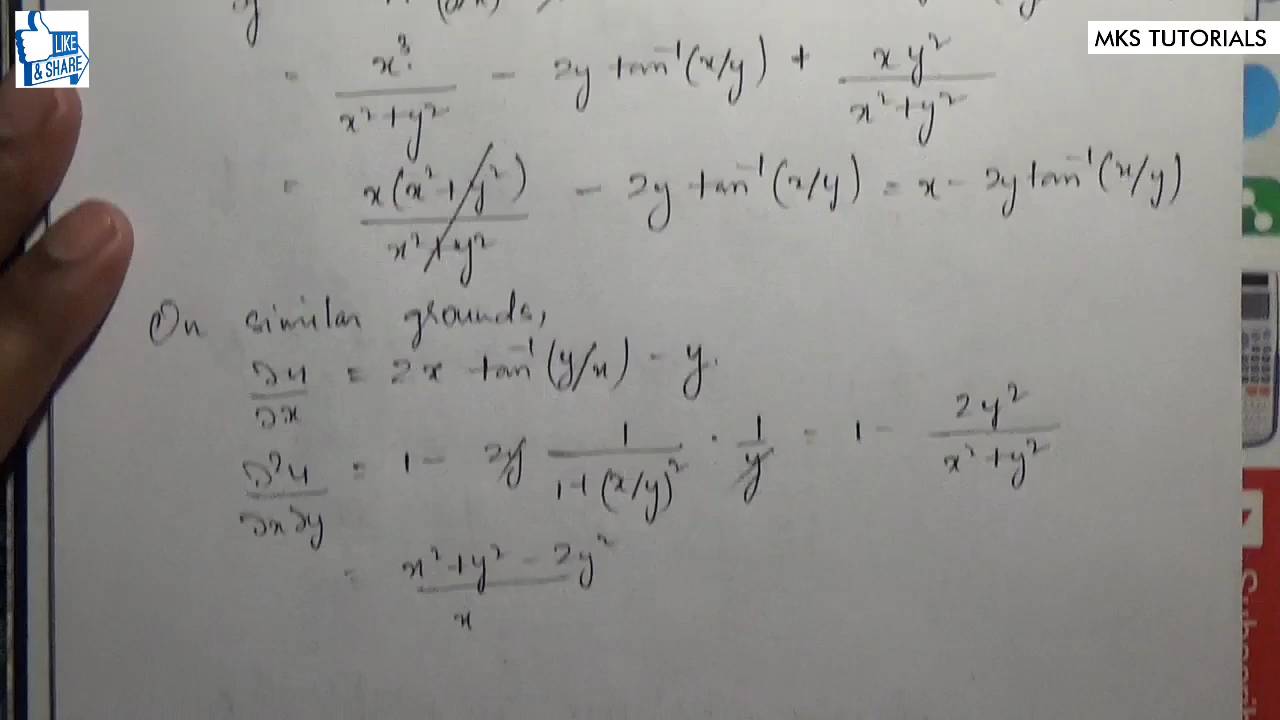 LIKE & SHARE
MKS TUTORIALS
= x³/(x²+y²) - 2y tan⁻¹(x/y) + xy²/(x²+y²)
= x(x²+y²)/(x²+y²) - 2y tan⁻¹(x/y) = x - 2y tan⁻¹(x/y)
On similar grounds,
∂u/∂x = 2x tan⁻¹(y/x) - y.
∂²u/∂x∂y = 1 - 2y 1/(1+(x/y)²) · 1/y = 1 - 2y²/(x²+y²)
= (x²+y² - 2y²)/x